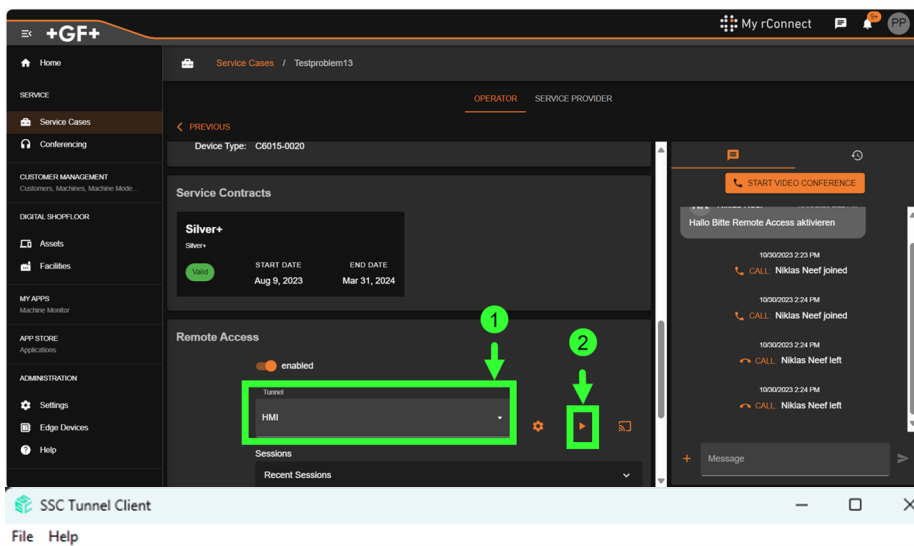 +GF+
My rConnect
9+
PP
Home
Service Cases / Testproblem13
SERVICE
OPERATOR SERVICE PROVIDER
Service Cases
PREVIOUS
Conferencing
Device Type: C6015-0020
CUSTOMER MANAGEMENT
Customers, Machines, Machine Mode...
Service Contracts
START VIDEO CONFERENCE
DIGITAL SHOPFLOOR
Silver+
Silver+
Hallo Bitte Remote Access aktivieren
Assets
Facilities
Valid
START DATE END DATE
Aug 9, 2023 Mar 31, 2024
10/30/2023 2:23 PM
CALL: Niklas Neef joined
MY APPS
Machine Monitor
10/30/2023 2:24 PM
CALL: Niklas Neef joined
APP STORE
Applications
Remote Access
1
2
10/30/2023 2:24 PM
CALL: Niklas Neef left
enabled
ADMINISTRATION
Tunnel
HMI
10/30/2023 2:24 PM
CALL: Niklas Neef left
Settings
Edge Devices
Help
Sessions
Recent Sessions
Message
SSC Tunnel Client
File Help